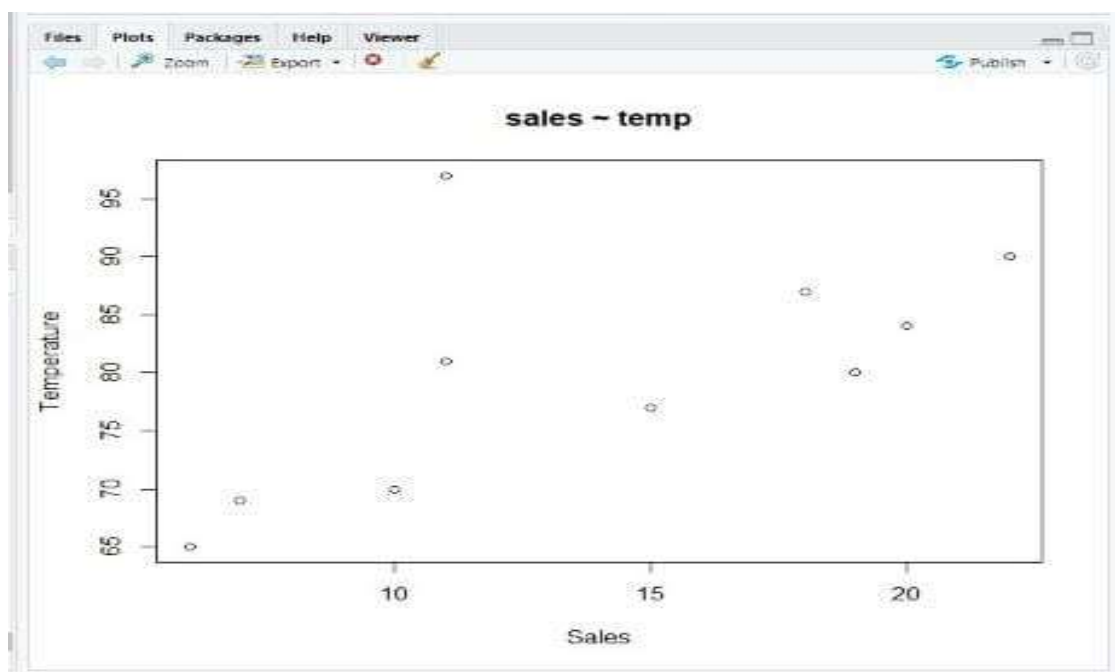 Files Plots Packages Help Viewer
Zoom Export Publish
sales ~ temp
95
90
85
80
75
70
65
Temperature
10 15 20
Sales